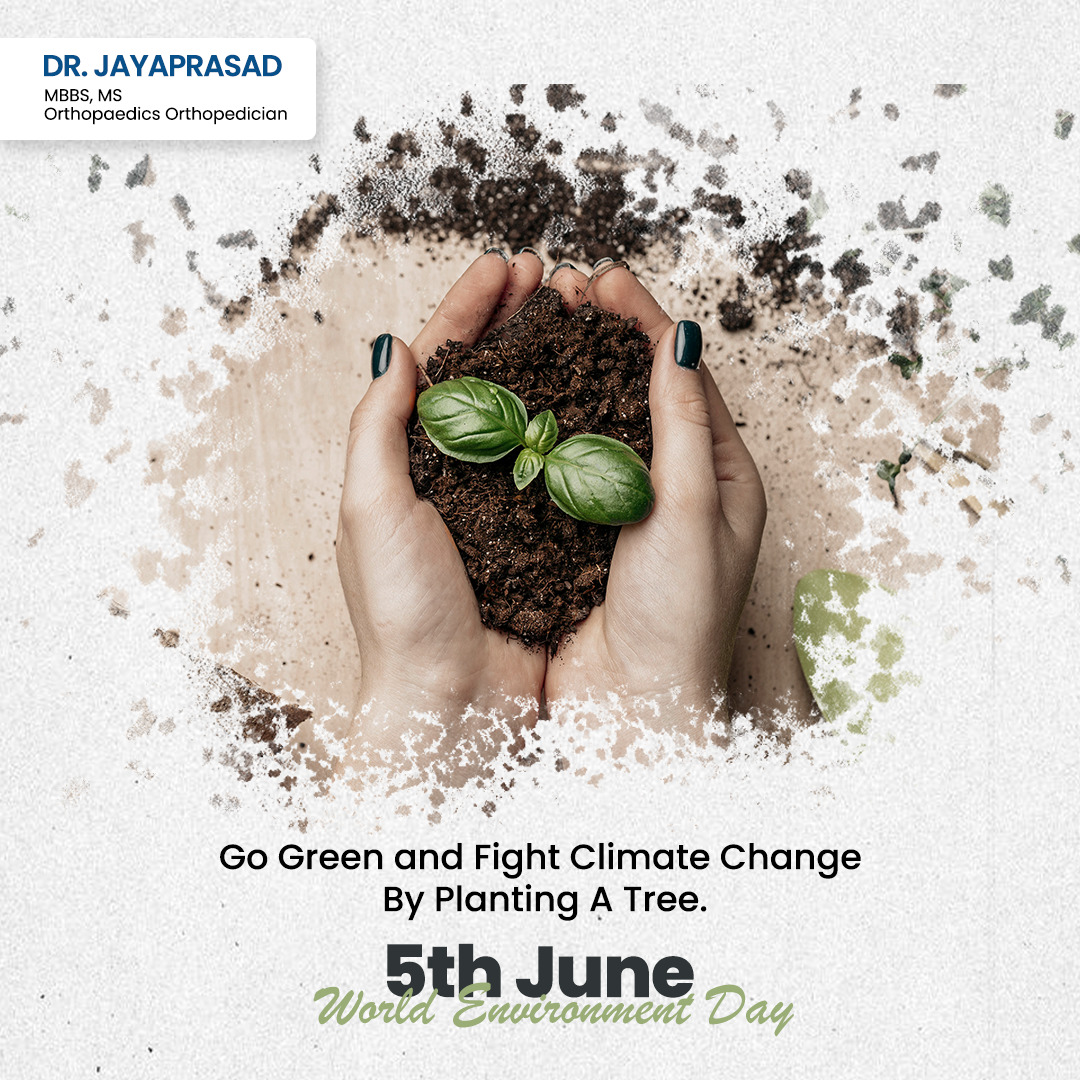 DR. JAYAPRASAD
MBBS, MS
Orthopaedics Orthopedician
Go Green and Fight Climate Change
By Planting A Tree.
5th June
World Environment Day